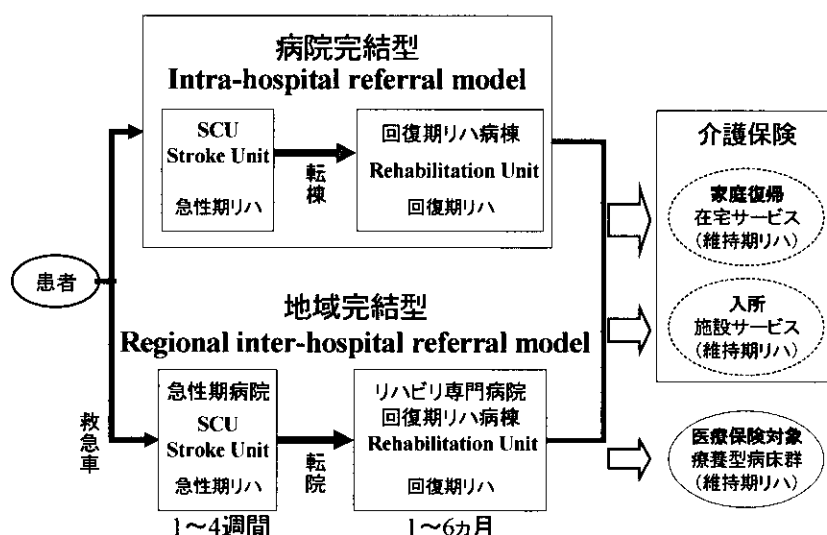 病院完結型
Intra-hospital referral model
SCU
Stroke Unit
急性期リハ
転棟
回復期リハ病棟
Rehabilitation Unit
回復期リハ
患者
救急車
地域完結型
Regional inter-hospital referral model
急性期病院
SCU
Stroke Unit
急性期リハ
転院
リハビリ専門病院
回復期リハ病棟
Rehabilitation Unit
回復期リハ
1～4週間
1～6ヵ月
介護保険
家庭復帰
在宅サービス
(維持期リハ)
入所
施設サービス
(維持期リハ)
医療保険対象
療養型病床群
(維持期リハ)